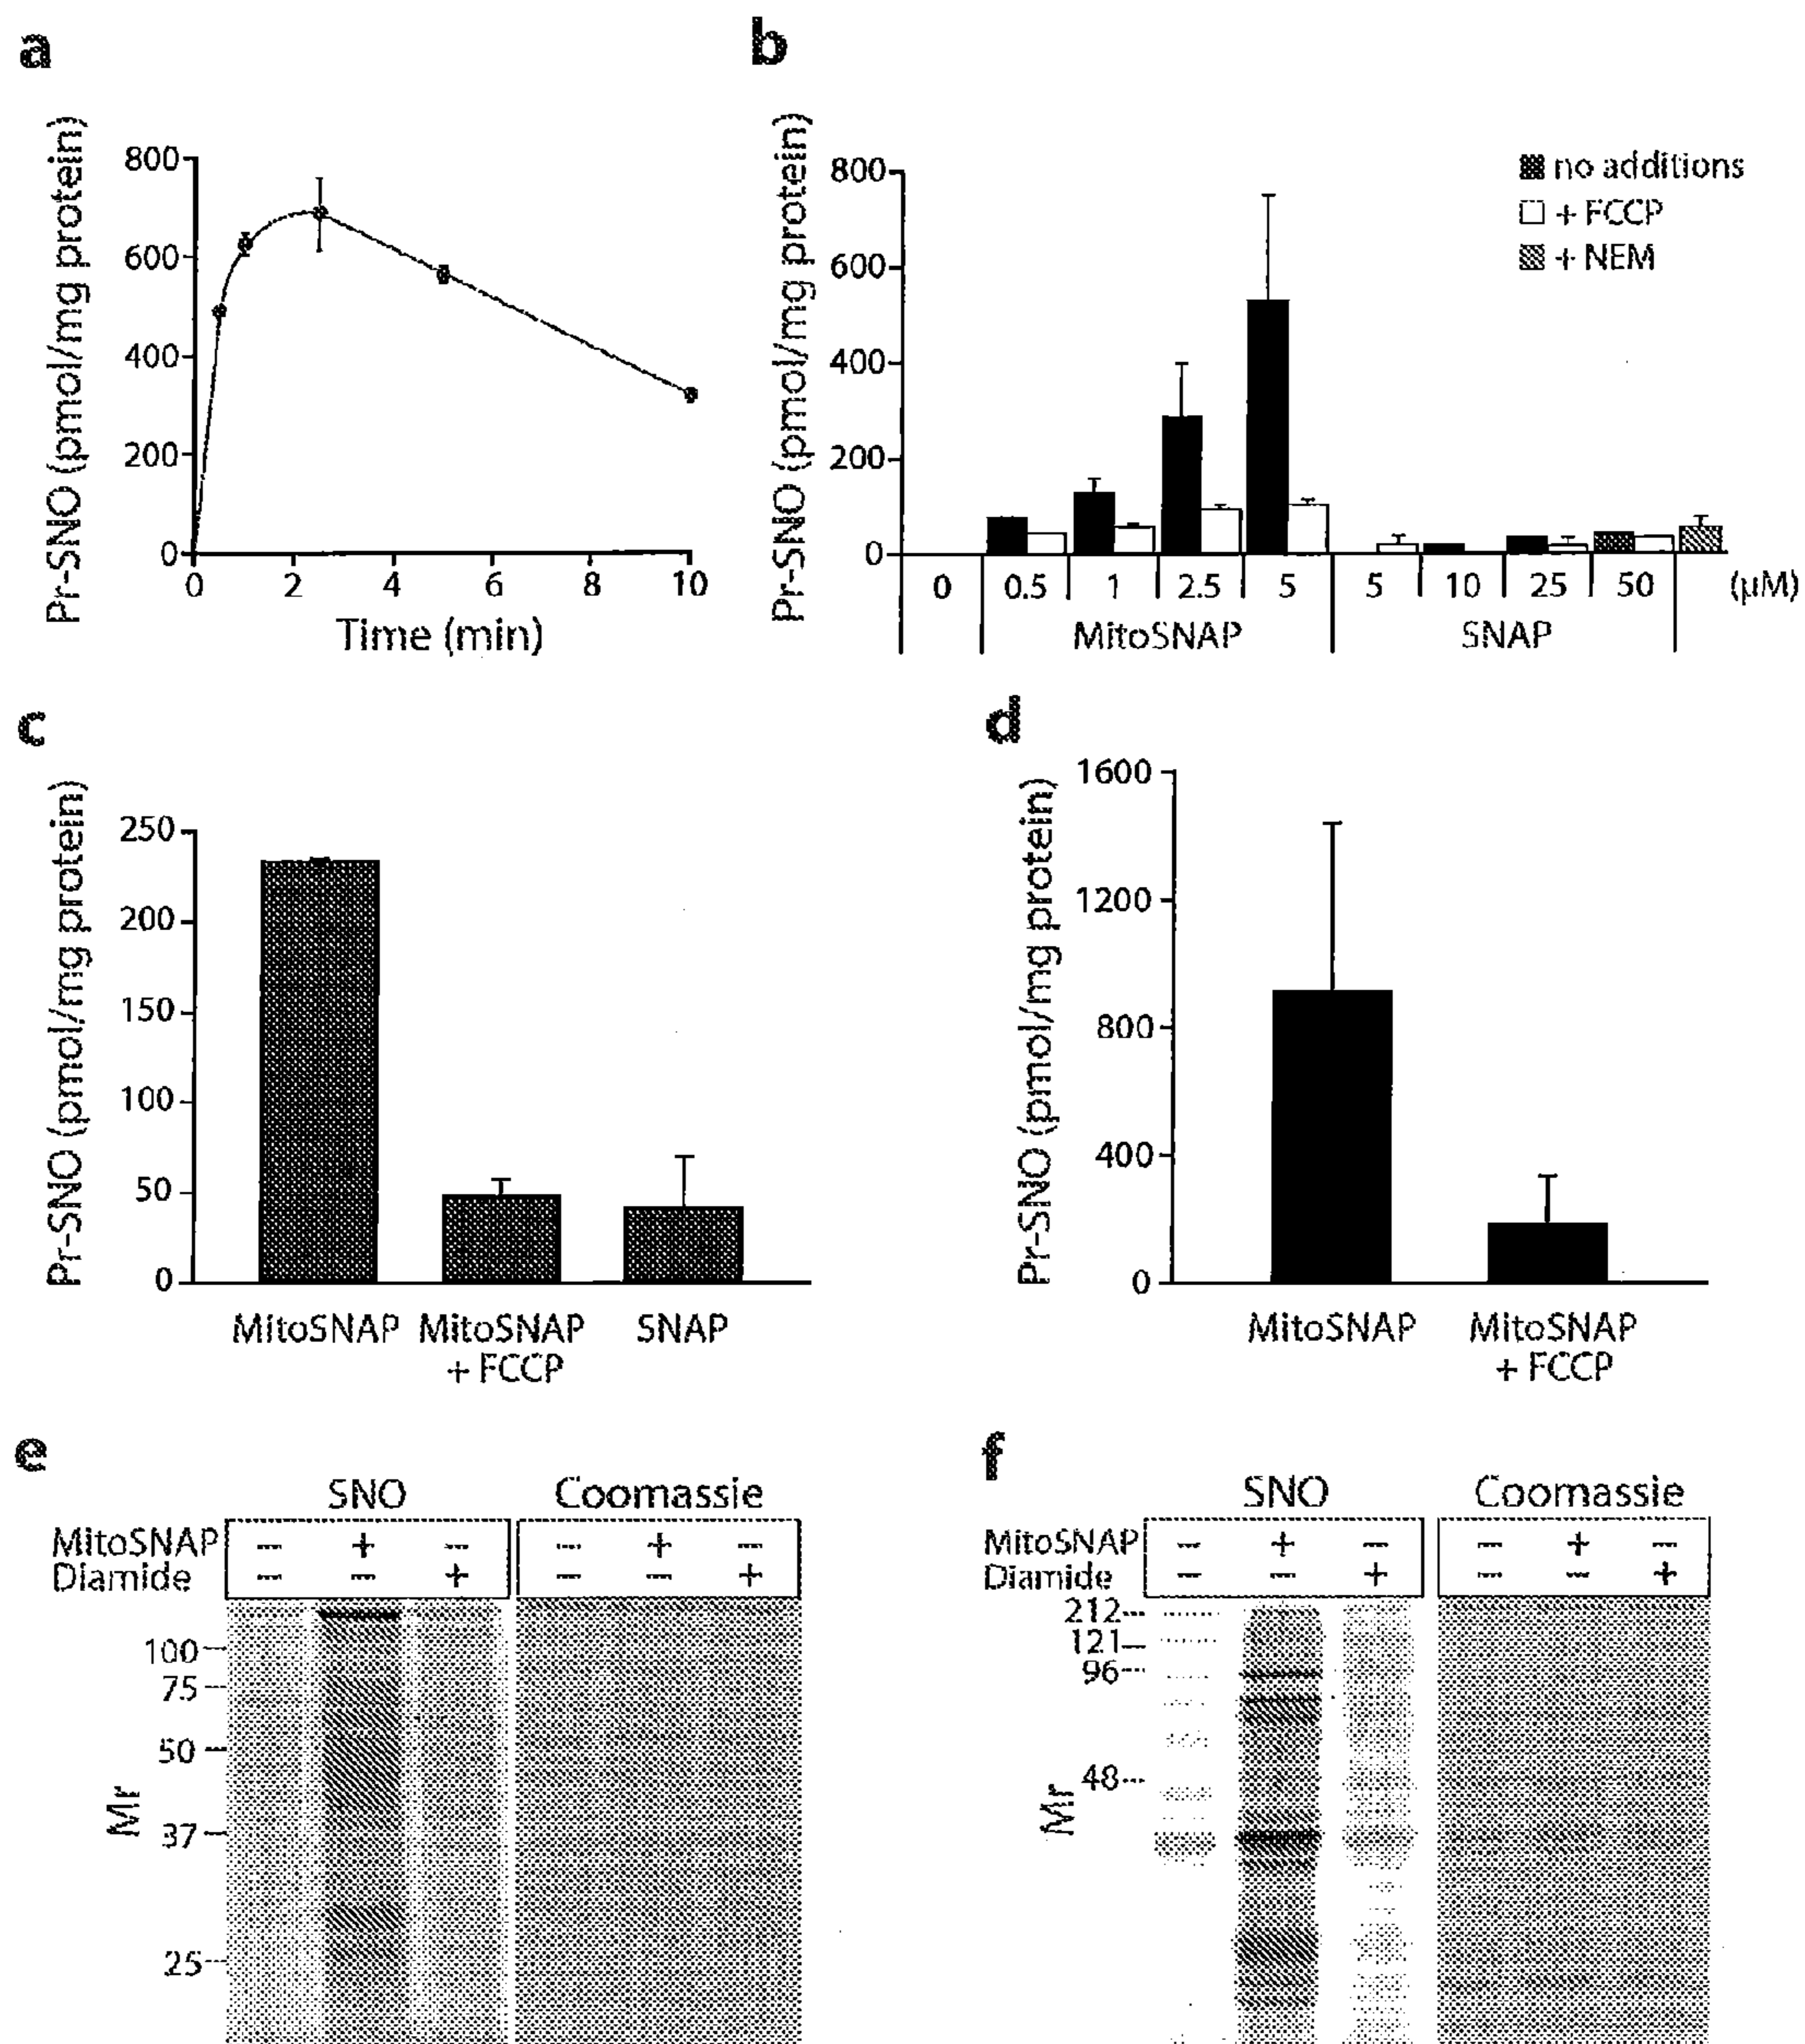 a
Pr-SNO (pmol/mg protein)
800
600
400
200
0
0 2 4 6 8 10
Time (min)
b
Pr-SNO (pmol/mg protein)
800
600
400
200
0
no additions
+ FCCP
+ NEM
0 0.5 1 2.5 5 5 10 25 50 (μM)
MitoSNAP SNAP
c
Pr-SNO (pmol/mg protein)
250
200
150
100
50
0
MitoSNAP MitoSNAP SNAP
+ FCCP
d
Pr-SNO (pmol/mg protein)
1600
1200
800
400
0
MitoSNAP MitoSNAP
+ FCCP
e
SNO Coomassie
MitoSNAP – + – – + –
Diamide – – + – – +
100
75
50
37
25
Mr
f
SNO Coomassie
MitoSNAP – + – – + –
Diamide – – + – – +
212
121
96
48
Mr